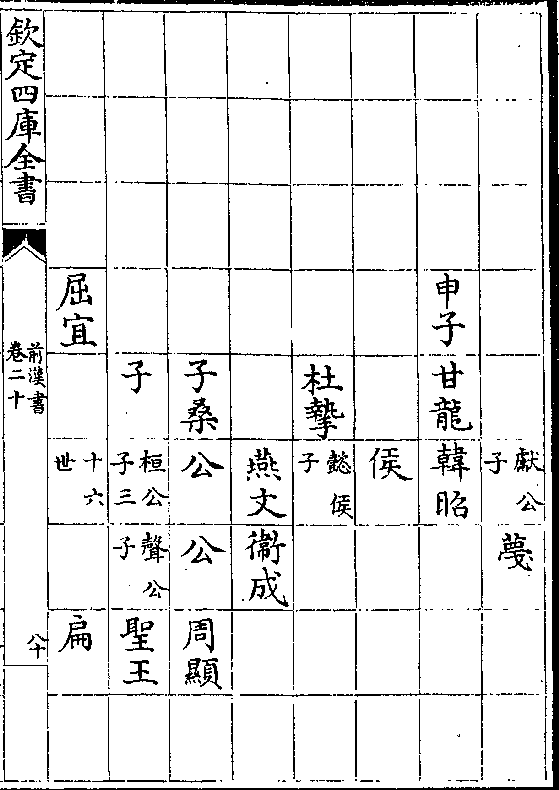 獻公
子
蔓
申子
甘龍
韓昭
侯
杜摯
懿侯
子
燕文
衞成
子桑
公
公
周顯
子
桓公
子三
聲公
子
聖王
屈宜
十六
世
扁
欽定四庫全書
前漢書
卷二十
八十